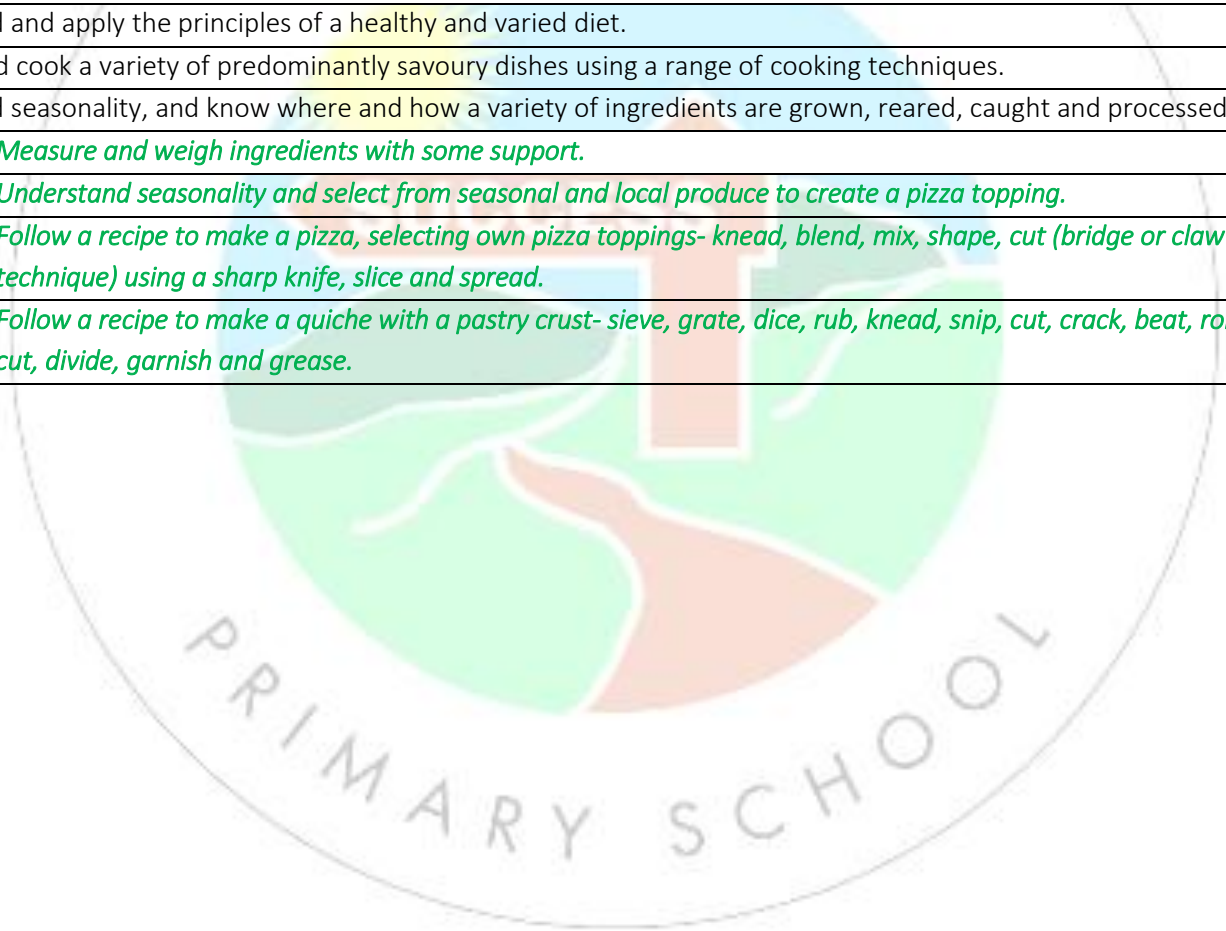 and apply the principles of a healthy and varied diet.
cook a variety of predominantly savoury dishes using a range of cooking techniques.
seasonality, and know where and how a variety of ingredients are grown, reared, caught and processed
Measure and weigh ingredients with some support.
Understand seasonality and select from seasonal and local produce to create a pizza topping.
Follow a recipe to make a pizza, selecting own pizza toppings- knead, blend, mix, shape, cut (bridge or claw
technique) using a sharp knife, slice and spread.
Follow a recipe to make a quiche with a pastry crust- sieve, grate, dice, rub, knead, snip, cut, crack, beat,
cut, divide, garnish and grease.
SUCCESS
PRIMARY SCHOOL